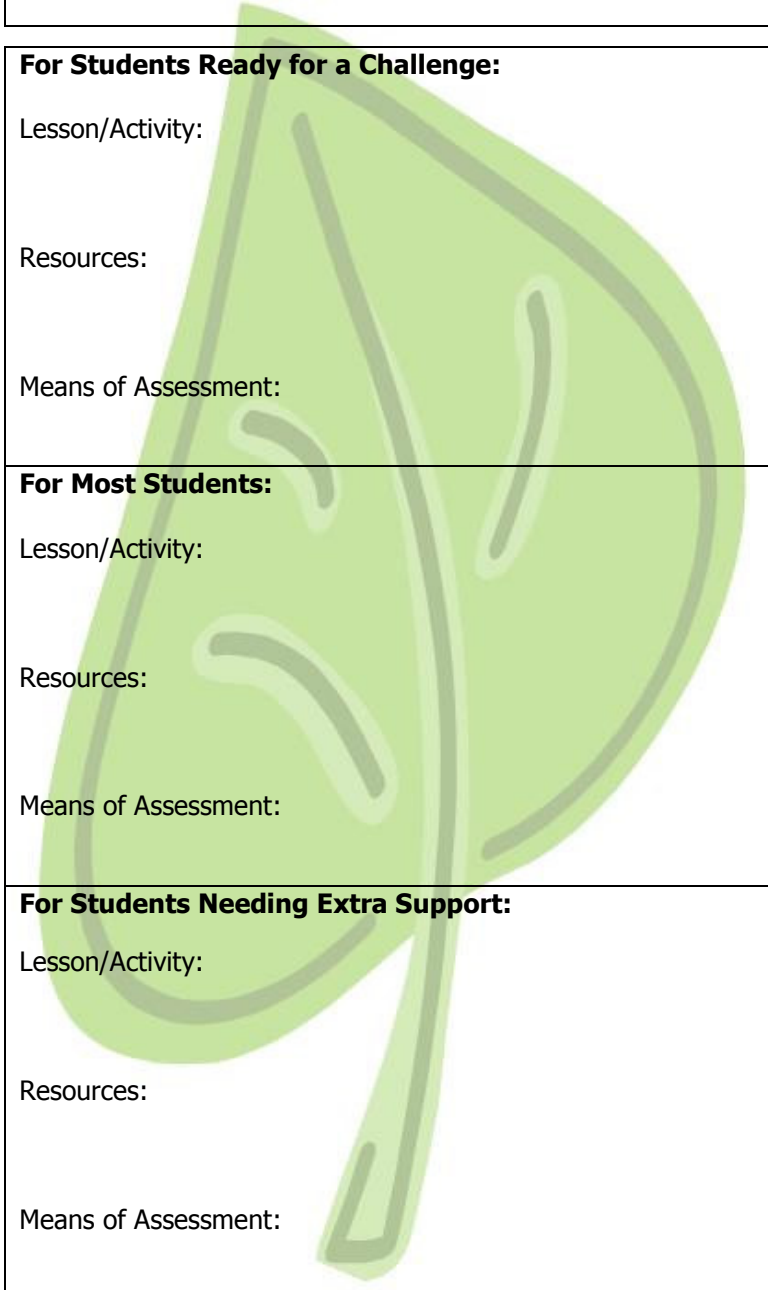 For Students Ready for a Challenge:
Lesson/Activity:
Resources:
Means of Assessment:
For Most Students:
Lesson/Activity:
Resources:
Means of Assessment:
For Students Needing Extra Support:
Lesson/Activity:
Resources:
Means of Assessment: